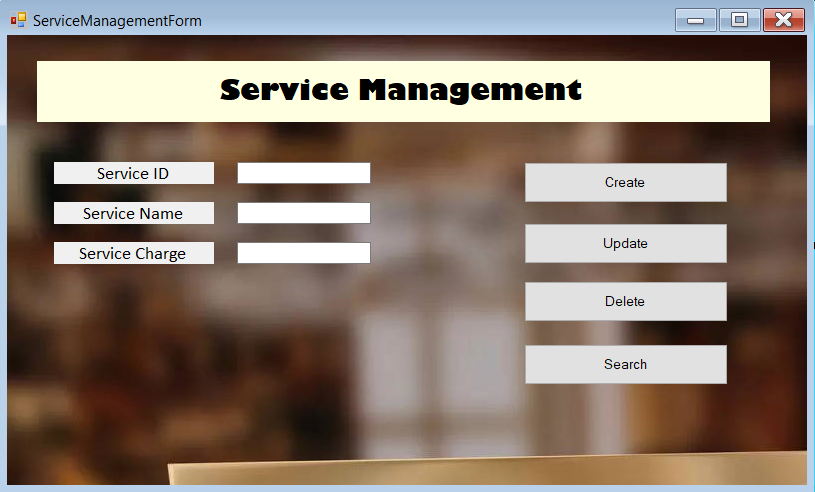 ServiceManagementForm
Service Management
Service ID
Service Name
Service Charge
Create
Update
Delete
Search